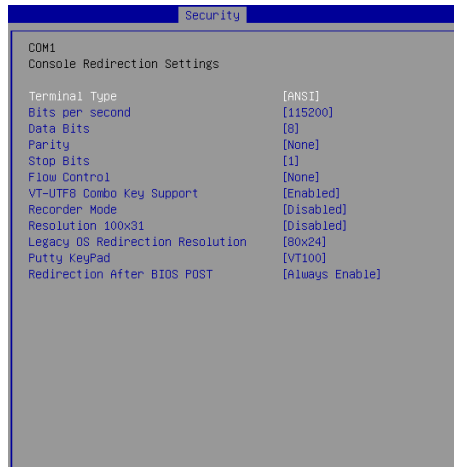 Security
COM1
Console Redirection Settings
Terminal Type [ANSI]
Bits per second [115200]
Data Bits [8]
Parity [None]
Stop Bits [1]
Flow Control [None]
VT-UTF8 Combo Key Support [Enabled]
Recorder Mode [Disabled]
Resolution 100x31 [Disabled]
Legacy OS Redirection Resolution [80x24]
Putty KeyPad [VT100]
Redirection After BIOS POST [Always Enable]